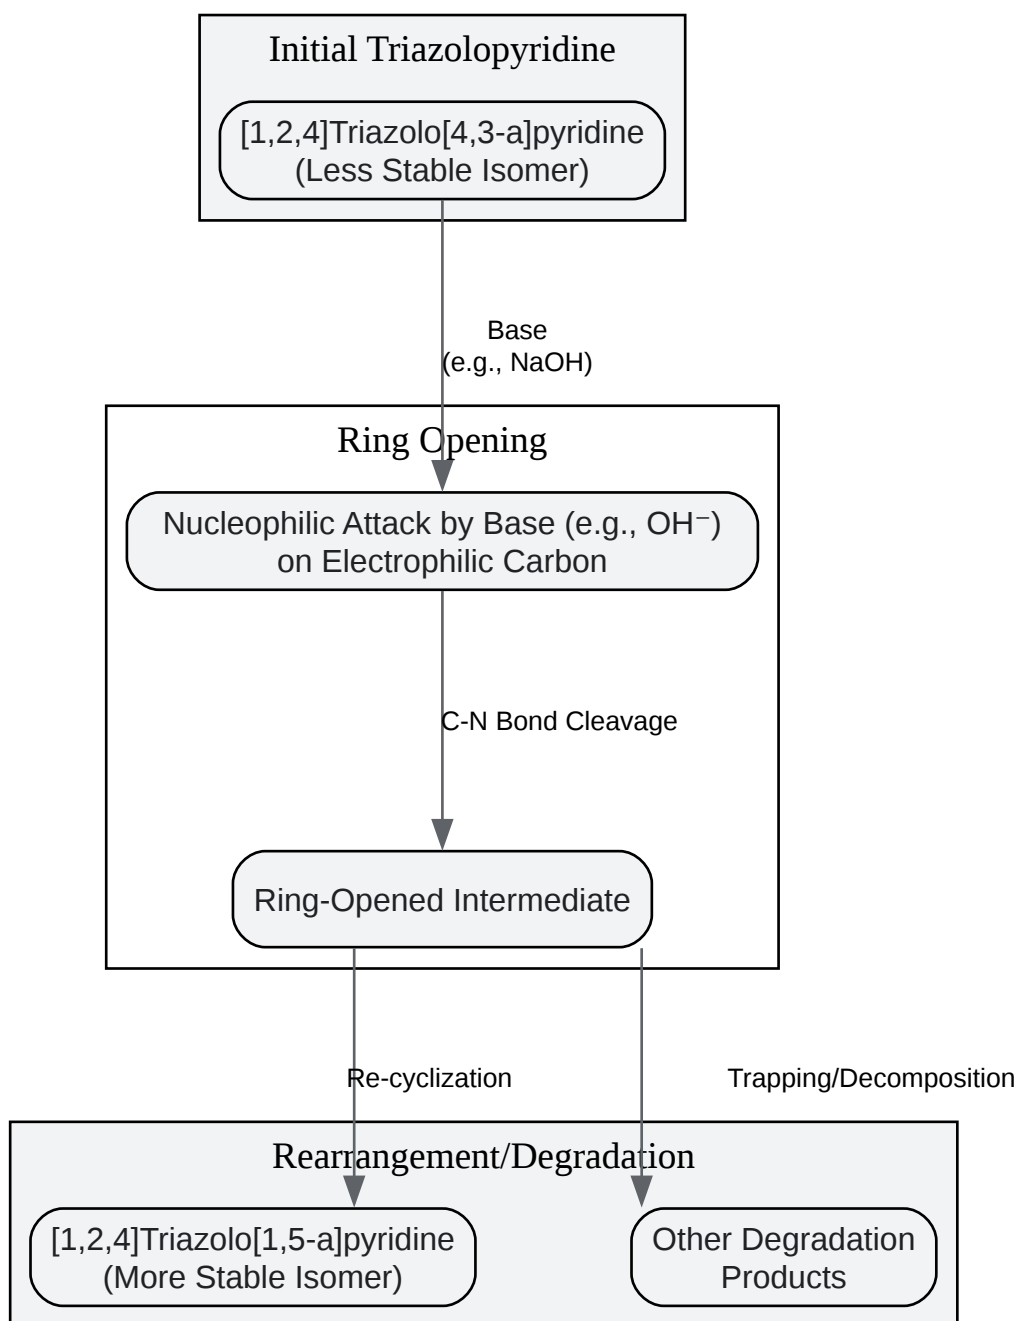 Initial Triazolopyridine
[1,2,4]Triazolo[4,3-a]pyridine
(Less Stable Isomer)
Base
(e.g., NaOH)
Ring Opening
Nucleophilic Attack by Base (e.g., OH⁻)
on Electrophilic Carbon
C-N Bond Cleavage
Ring-Opened Intermediate
Re-cyclization
Trapping/Decomposition
Rearrangement/Degradation
[1,2,4]Triazolo[1,5-a]pyridine
(More Stable Isomer)
Other Degradation
Products